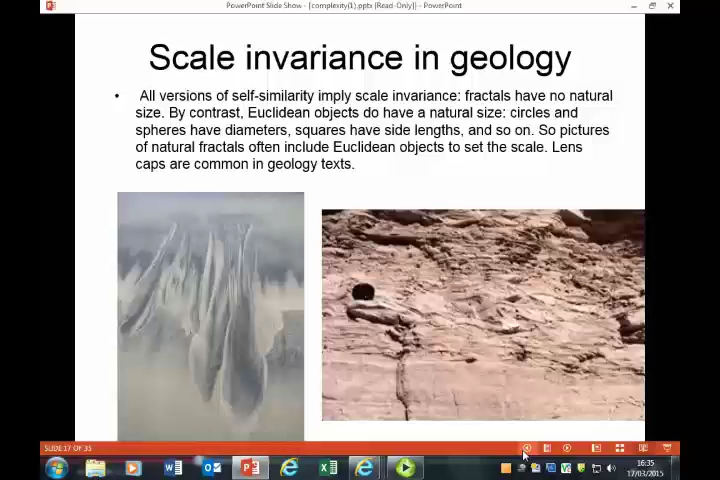 PowerPoint Slide Show - [complexity(1).pptx [Read-Only]] - PowerPoint
Scale invariance in geology
• All versions of self-similarity imply scale invariance: fractals have no natural
size. By contrast, Euclidean objects do have a natural size: circles and
spheres have diameters, squares have side lengths, and so on. So pictures
of natural fractals often include Euclidean objects to set the scale. Lens
caps are common in geology texts.
SLIDE 17 OF 35
16:35
17/03/2015